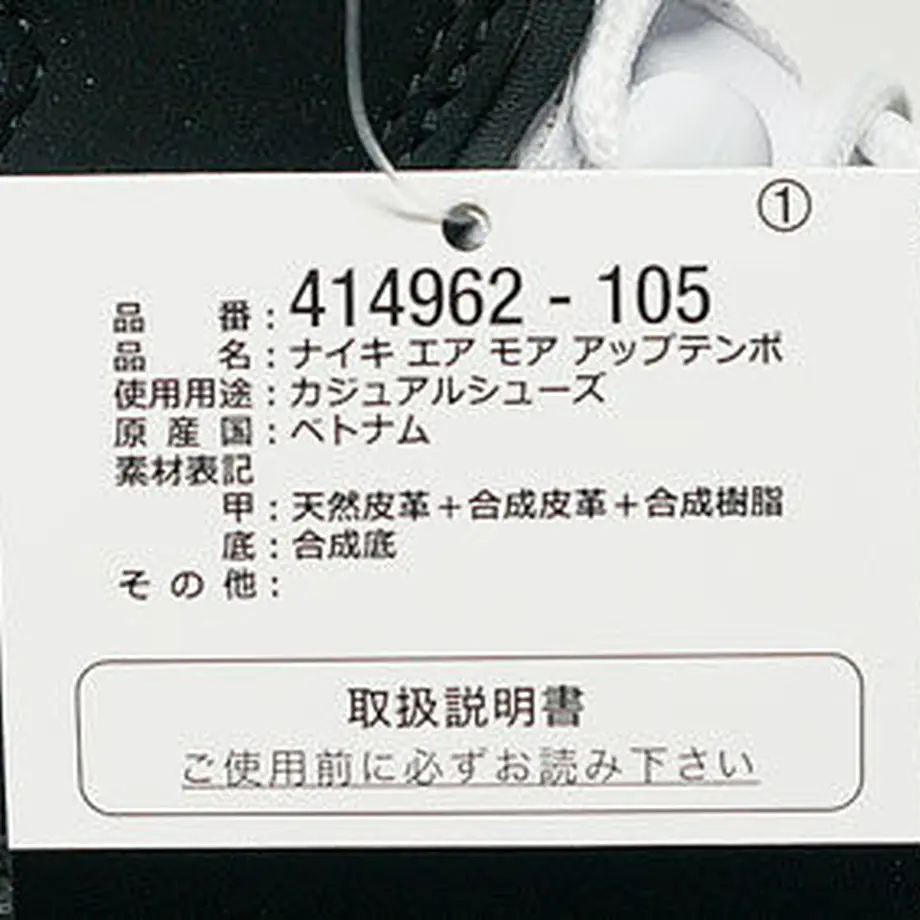 ①
品番：414962 - 105
品名：ナイキ エア モア アップテンポ
使用用途：カジュアルシューズ
原産国：ベトナム
素材表記
甲：天然皮革＋合成皮革＋合成樹脂
底：合成底
その他：
取扱説明書
ご使用前に必ずお読み下さい